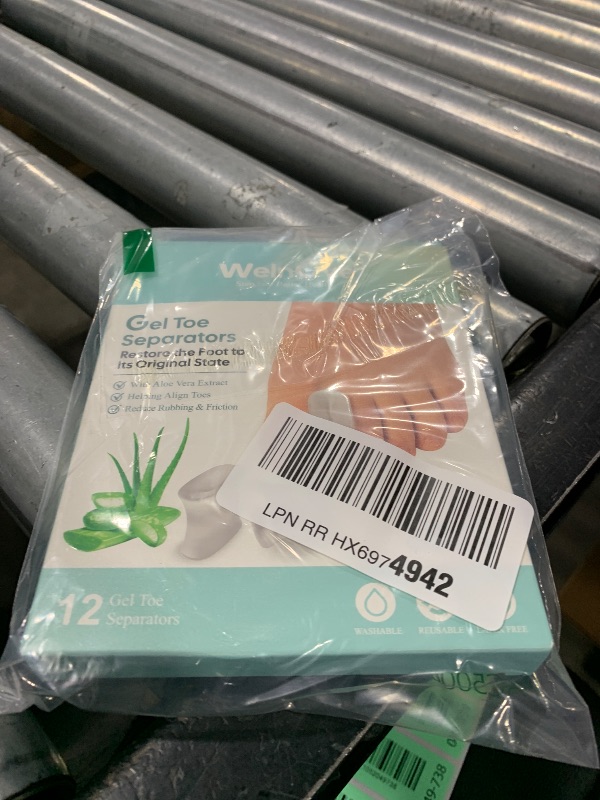 Gel Toe
Separators
Restore the Foot to
its Original State
With Aloe Vera Extract
Helping Align Toes
Reduce Rubbing & Friction
LPN RR HX6974942
12 Gel Toe
Separators
WASHABLE
REUSABLE
FREE